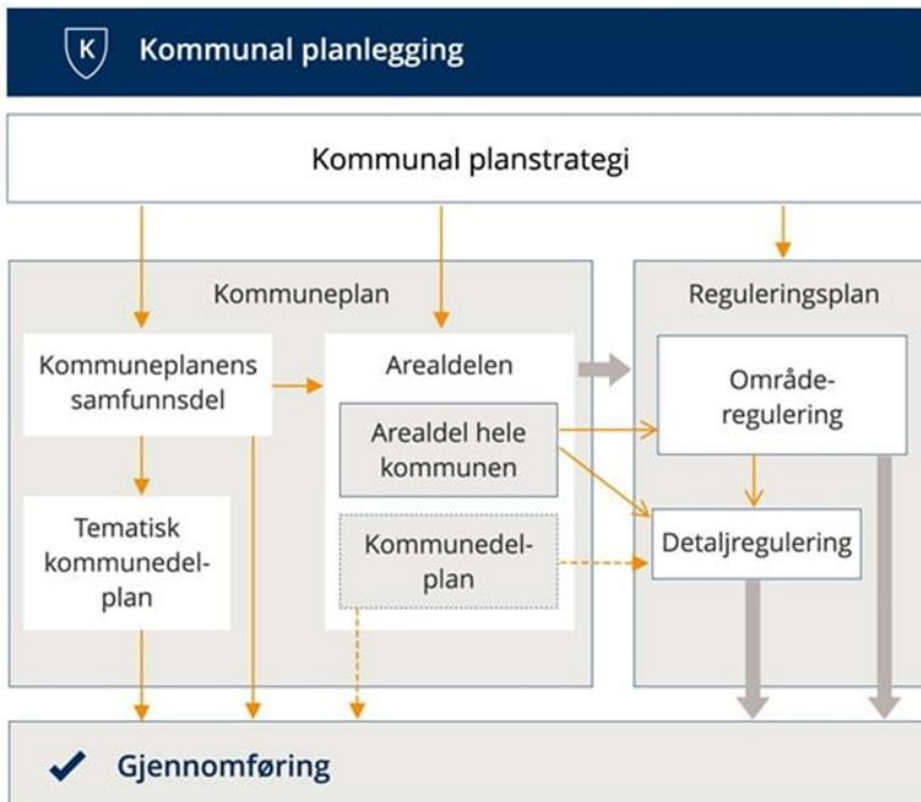 K
Kommunal planlegging
Kommunal planstrategi
Kommuneplan
Kommuneplanens
samfunnsdel
Tematisk
kommunedel-
plan
Arealdelen
Arealdel hele
kommunen
Kommunedel-
plan
Reguleringsplan
Område-
regulering
Detaljregulering
Gjennomføring